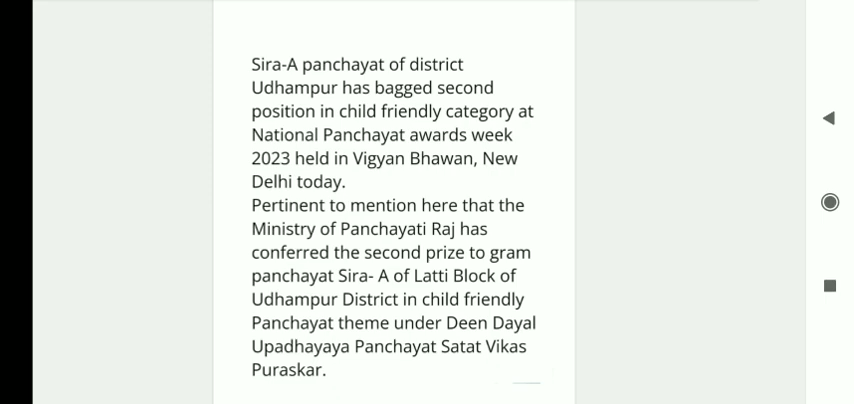 Sira-A panchayat of district
Udhampur has bagged second
position in child friendly category at
National Panchayat awards week
2023 held in Vigyan Bhawan, New
Delhi today.
Pertinent to mention here that the
Ministry of Panchayati Raj has
conferred the second prize to gram
panchayat Sira- A of Latti Block of
Udhampur District in child friendly
Panchayat theme under Deen Dayal
Upadhayaya Panchayat Satat Vikas
Puraskar.